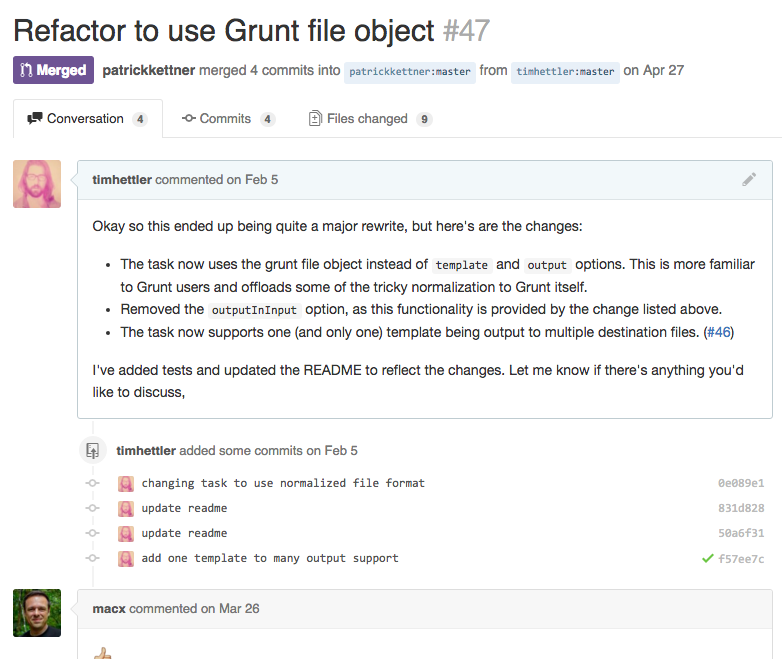 Refactor to use Grunt file object #47
Merged patrickkettner merged 4 commits into patrickkettner:master from timhettler:master on Apr 27
Conversation 4 Commits 4 Files changed 9
timhettler commented on Feb 5
Okay so this ended up being quite a major rewrite, but here's are the changes:
• The task now uses the grunt file object instead of template and output options. This is more familiar
to Grunt users and offloads some of the tricky normalization to Grunt itself.
• Removed the outputInInput option, as this functionality is provided by the change listed above.
• The task now supports one (and only one) template being output to multiple destination files. (#46)
I've added tests and updated the README to reflect the changes. Let me know if there's anything you'd
like to discuss,
timhettler added some commits on Feb 5
changing task to use normalized file format 0e089e1
update readme 831d828
update readme 50a6f31
add one template to many output support f57ee7c
macx commented on Mar 26